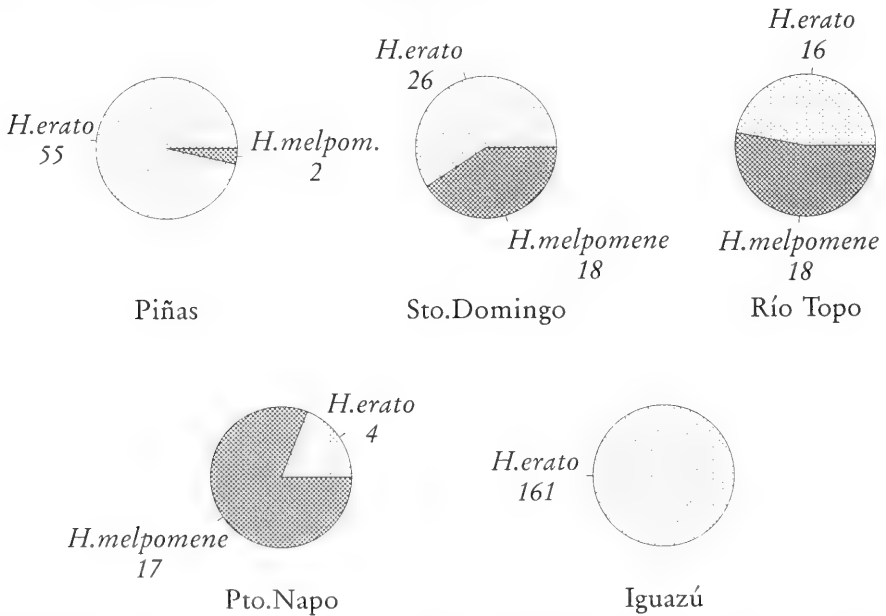 H.erato
55
H.melpom.
2
Piñas
H.erato
26
H.melpomene
18
Sto.Domingo
H.erato
16
H.melpomene
18
Río Topo
H.erato
4
H.melpomene
17
Pto.Napo
H.erato
161
Iguazú